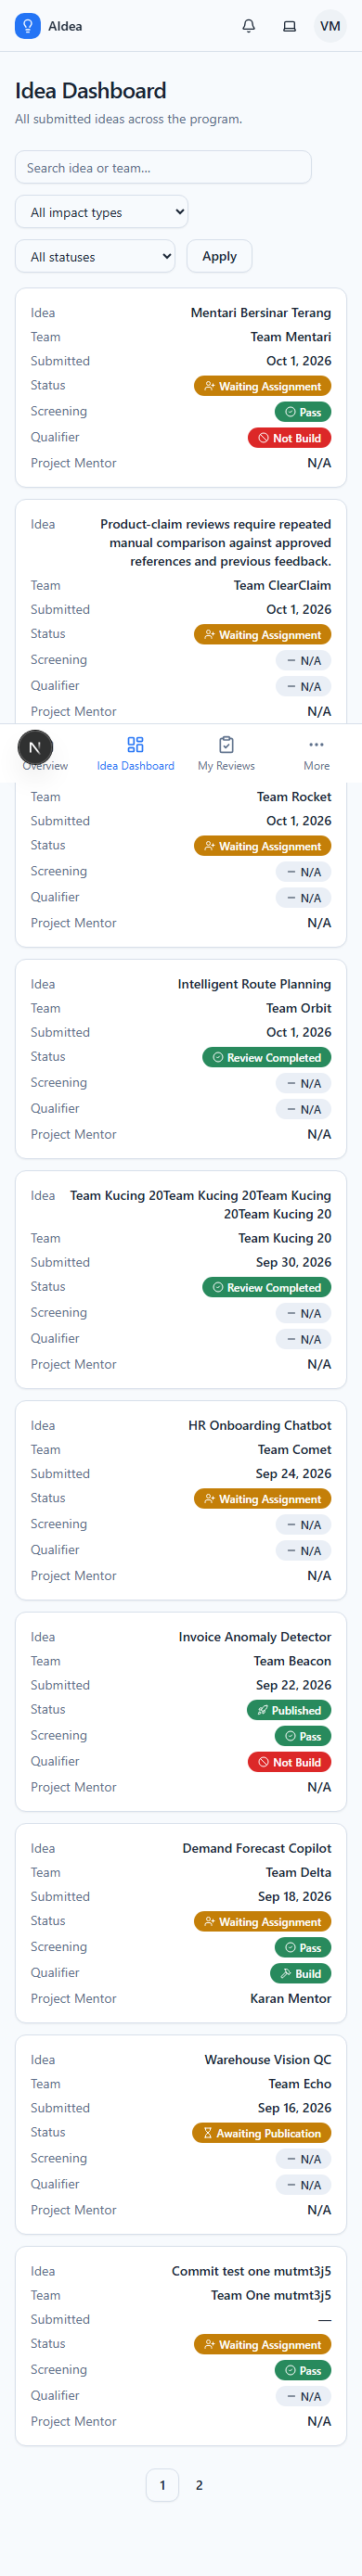 AIdea
VM
Idea Dashboard
All submitted ideas across the program.
Search idea or team...
All impact types
All statuses
Apply
Idea Mentari Bersinar Terang
Team Team Mentari
Submitted Oct 1, 2026
Status Waiting Assignment
Screening Pass
Qualifier Not Build
Project Mentor N/A
Idea Product-claim reviews require repeated
manual comparison against approved
references and previous feedback.
Team Team ClearClaim
Submitted Oct 1, 2026
Status Waiting Assignment
Screening N/A
Qualifier N/A
Project Mentor N/A
N
Overview Idea Dashboard My Reviews More
Team Team Rocket
Submitted Oct 1, 2026
Status Waiting Assignment
Screening N/A
Qualifier N/A
Project Mentor N/A
Idea Intelligent Route Planning
Team Team Orbit
Submitted Oct 1, 2026
Status Review Completed
Screening N/A
Qualifier N/A
Project Mentor N/A
Idea Team Kucing 20Team Kucing 20Team Kucing
20Team Kucing 20
Team Team Kucing 20
Submitted Sep 30, 2026
Status Review Completed
Screening N/A
Qualifier N/A
Project Mentor N/A
Idea HR Onboarding Chatbot
Team Team Comet
Submitted Sep 24, 2026
Status Waiting Assignment
Screening N/A
Qualifier N/A
Project Mentor N/A
Idea Invoice Anomaly Detector
Team Team Beacon
Submitted Sep 22, 2026
Status Published
Screening Pass
Qualifier Not Build
Project Mentor N/A
Idea Demand Forecast Copilot
Team Team Delta
Submitted Sep 18, 2026
Status Waiting Assignment
Screening Pass
Qualifier Build
Project Mentor Karan Mentor
Idea Warehouse Vision QC
Team Team Echo
Submitted Sep 16, 2026
Status Awaiting Publication
Screening N/A
Qualifier N/A
Project Mentor N/A
Idea Commit test one mutmt3j5
Team Team One mutmt3j5
Submitted —
Status Waiting Assignment
Screening Pass
Qualifier N/A
Project Mentor N/A
1 2